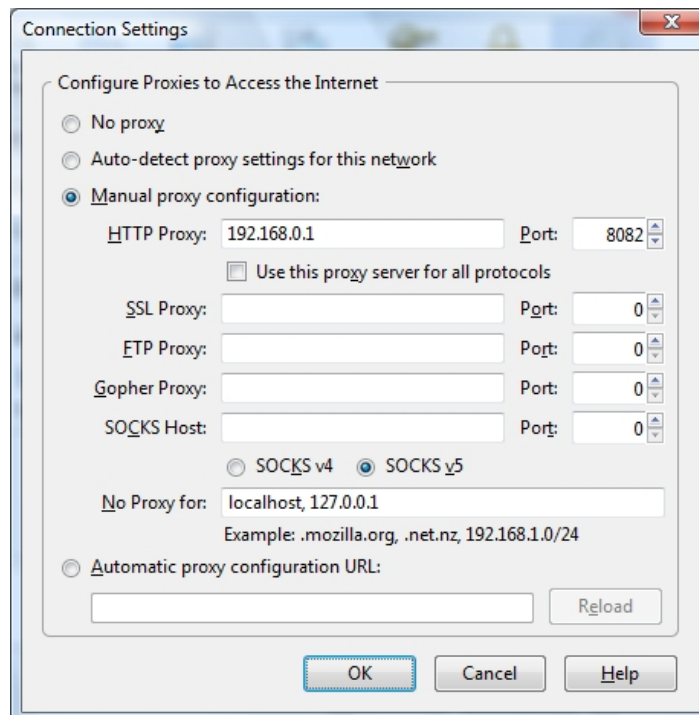 Connection Settings
Configure Proxies to Access the Internet
No proxy
Auto-detect proxy settings for this network
Manual proxy configuration:
HTTP Proxy: 192.168.0.1 Port: 8082
Use this proxy server for all protocols
SSL Proxy: Port: 0
FTP Proxy: Port: 0
Gopher Proxy: Port: 0
SOCKS Host: Port: 0
SOCKS v4 SOCKS v5
No Proxy for: localhost, 127.0.0.1
Example: .mozilla.org, .net.nz, 192.168.1.0/24
Automatic proxy configuration URL:
Reload
OK Cancel Help